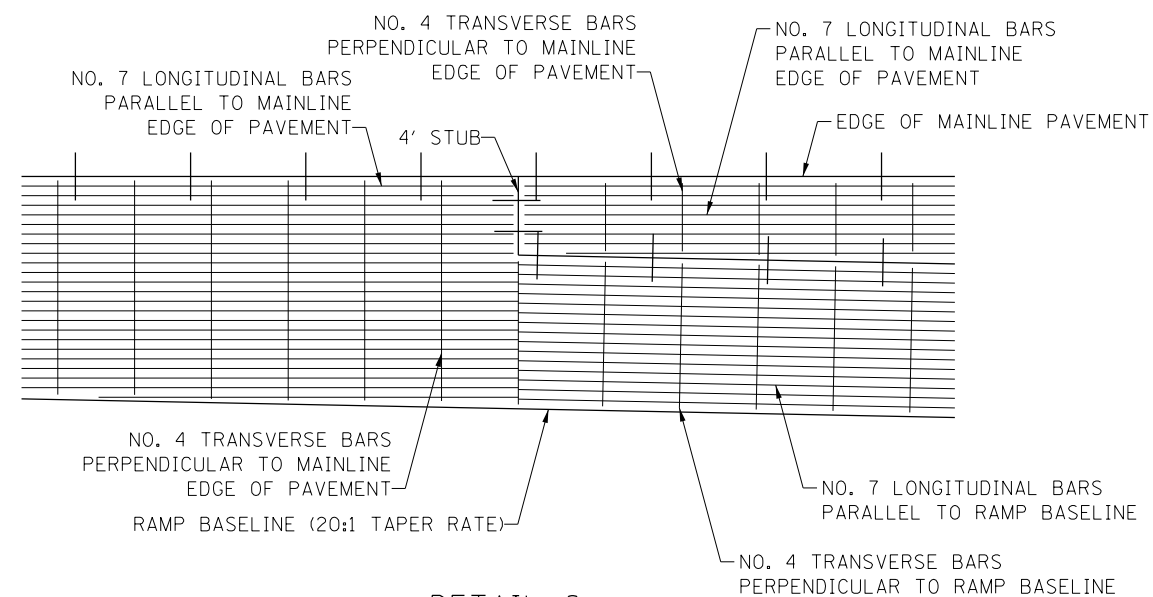 NO. 4 TRANSVERSE BARS
PERPENDICULAR TO MAINLINE
EDGE OF PAVEMENT
NO. 7 LONGITUDINAL BARS
PARALLEL TO MAINLINE
EDGE OF PAVEMENT
NO. 7 LONGITUDINAL BARS
PARALLEL TO MAINLINE
EDGE OF PAVEMENT
4' STUB
EDGE OF MAINLINE PAVEMENT
NO. 4 TRANSVERSE BARS
PERPENDICULAR TO MAINLINE
EDGE OF PAVEMENT
RAMP BASELINE (20:1 TAPER RATE)
NO. 7 LONGITUDINAL BARS
PARALLEL TO RAMP BASELINE
NO. 4 TRANSVERSE BARS
PERPENDICULAR TO RAMP BASELINE